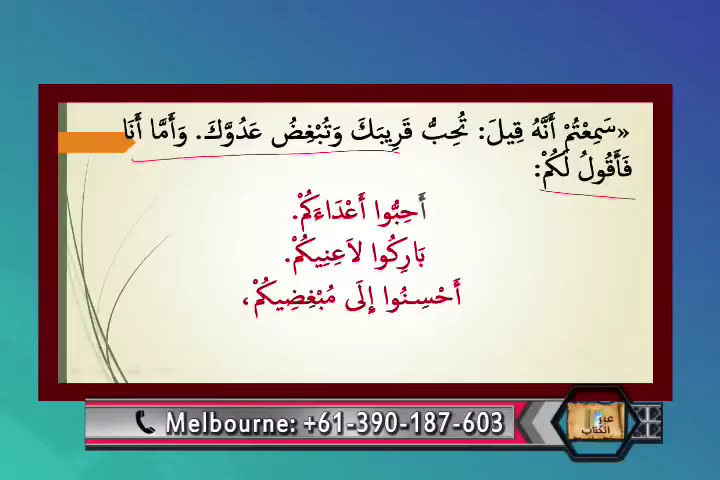 «سَمِعْتُمْ أَنَّهُ قِيلَ: تُحِبُّ قَرِيبَكَ وَتُبْغِضُ عَدُوَّكَ. وَأَمَّا أَنَا
فَأَقُولُ لَكُمْ:
أَحِبُّوا أَعْدَاءَكُمْ.
بَارِكُوا لاَعِنِيكُمْ.
أَحْسِنُوا إِلَى مُبْغِضِيكُمْ،
Melbourne: +61-390-187-603